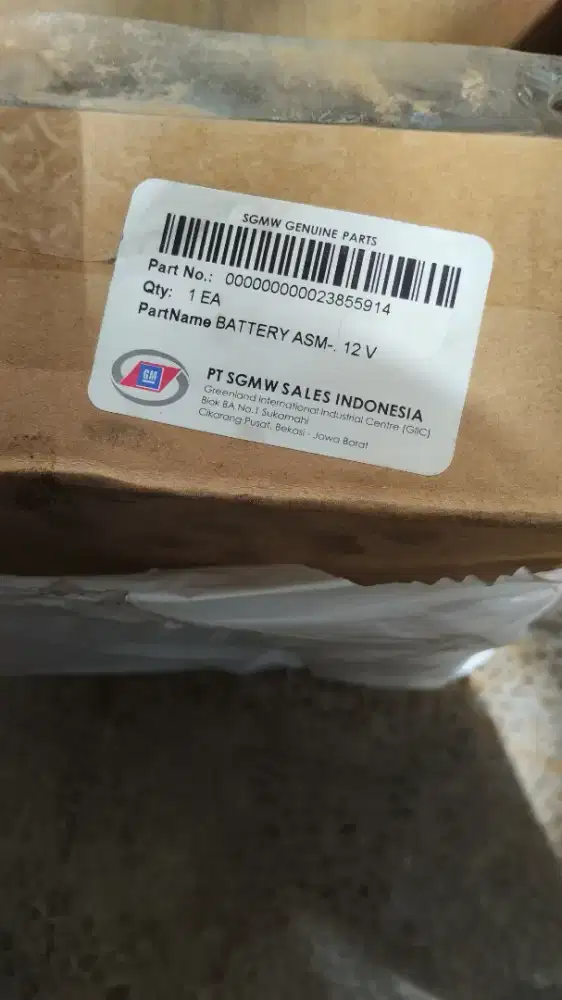 SGMW GENUINE PARTS
Part No.: 000000000023855914
Qty: 1 EA
PartName BATTERY ASM-. 12 V
GM
PT SGMW SALES INDONESIA
Greenland International Industrial Centre (GIIC)
Blok BA No.1 Sukamahi
Cikarang Pusat, Bekasi - Jawa Barat